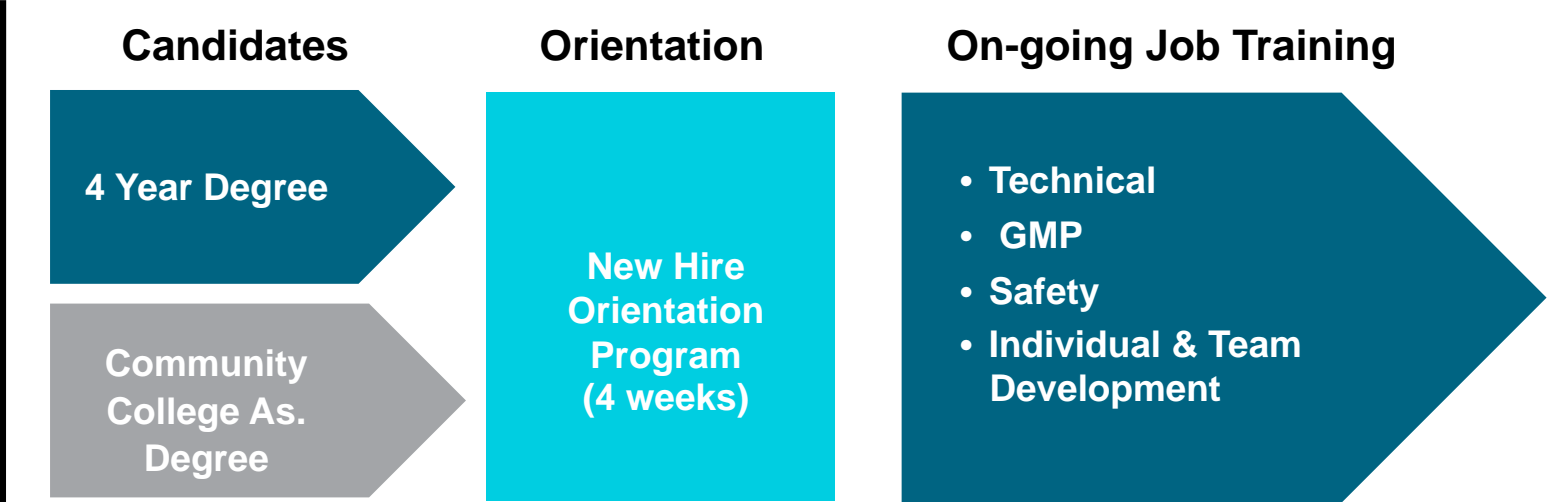 Candidates
Orientation
On-going Job Training
4 Year Degree
Community
College As.
Degree
New Hire
Orientation
Program
(4 weeks)
• Technical
• GMP
• Safety
• Individual & Team
Development